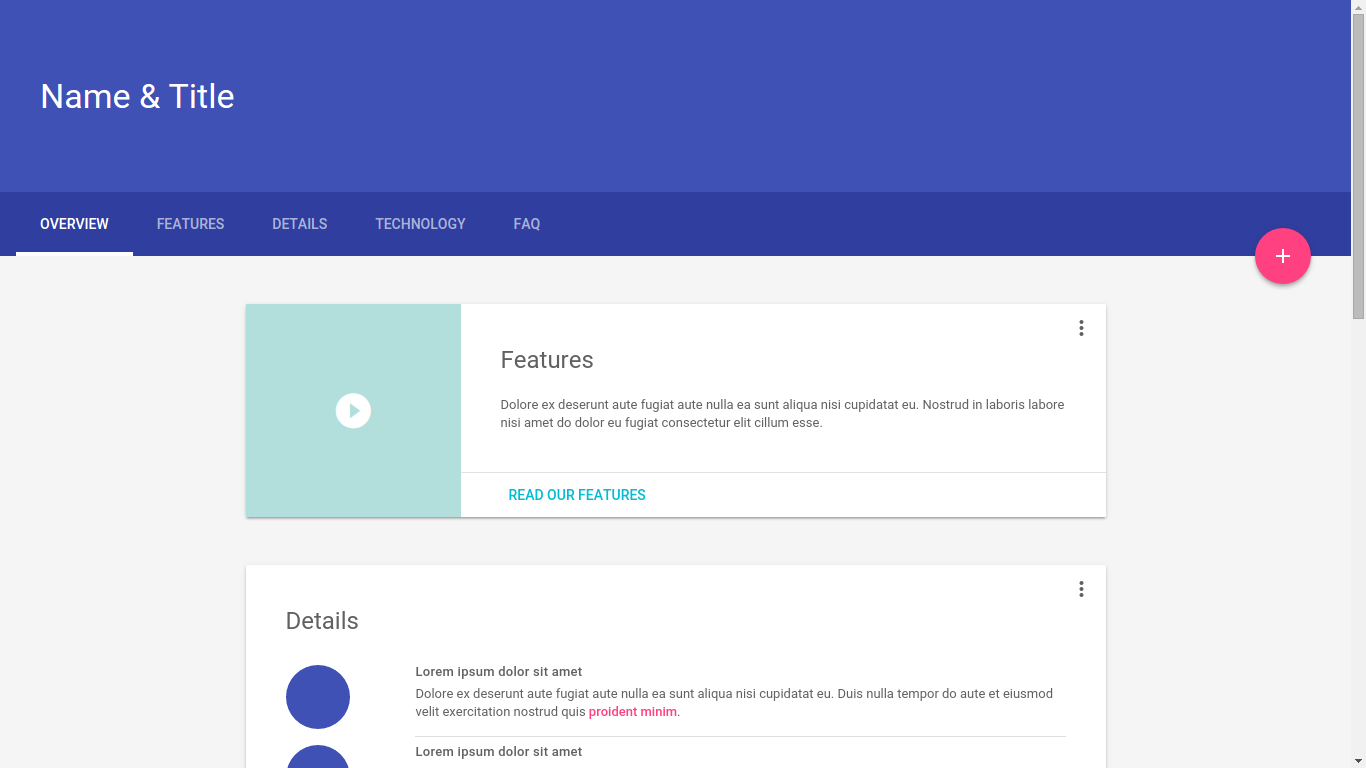 Name & Title
OVERVIEW FEATURES DETAILS TECHNOLOGY FAQ
Features
Dolore ex deserunt aute fugiat aute nulla ea sunt aliqua nisi cupidatat eu. Nostrud in laboris labore
nisi amet do dolor eu fugiat consectetur elit cillum esse.
READ OUR FEATURES
Details
Lorem ipsum dolor sit amet
Dolore ex deserunt aute fugiat aute nulla ea sunt aliqua nisi cupidatat eu. Duis nulla tempor do aute et eiusmod
velit exercitation nostrud quis proident minim.
Lorem ipsum dolor sit amet